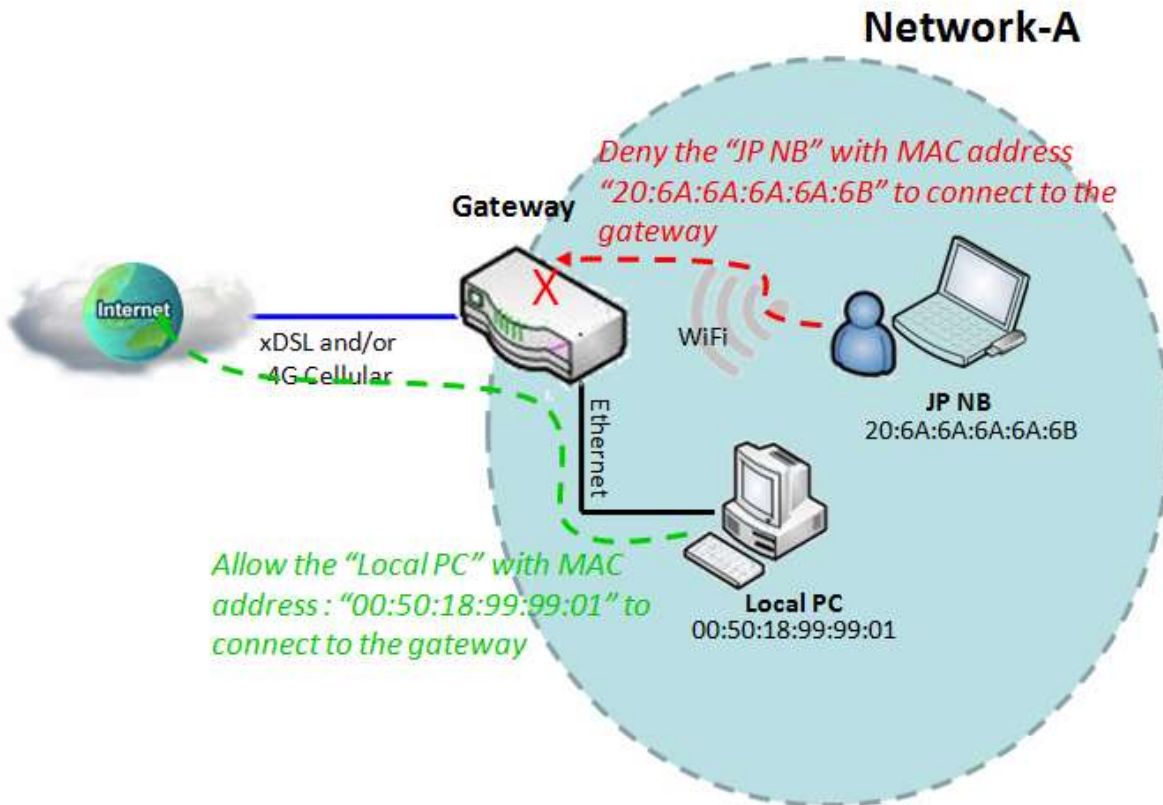 Network-A
Deny the “JP NB” with MAC address
“20:6A:6A:6A:6A:6B” to connect to the
gateway
Gateway
X
Internet
xDSL and/or
4G Cellular
WiFi
JP NB
20:6A:6A:6A:6A:6B
Ethernet
Allow the “Local PC” with MAC
address : “00:50:18:99:99:01” to
connect to the gateway
Local PC
00:50:18:99:99:01